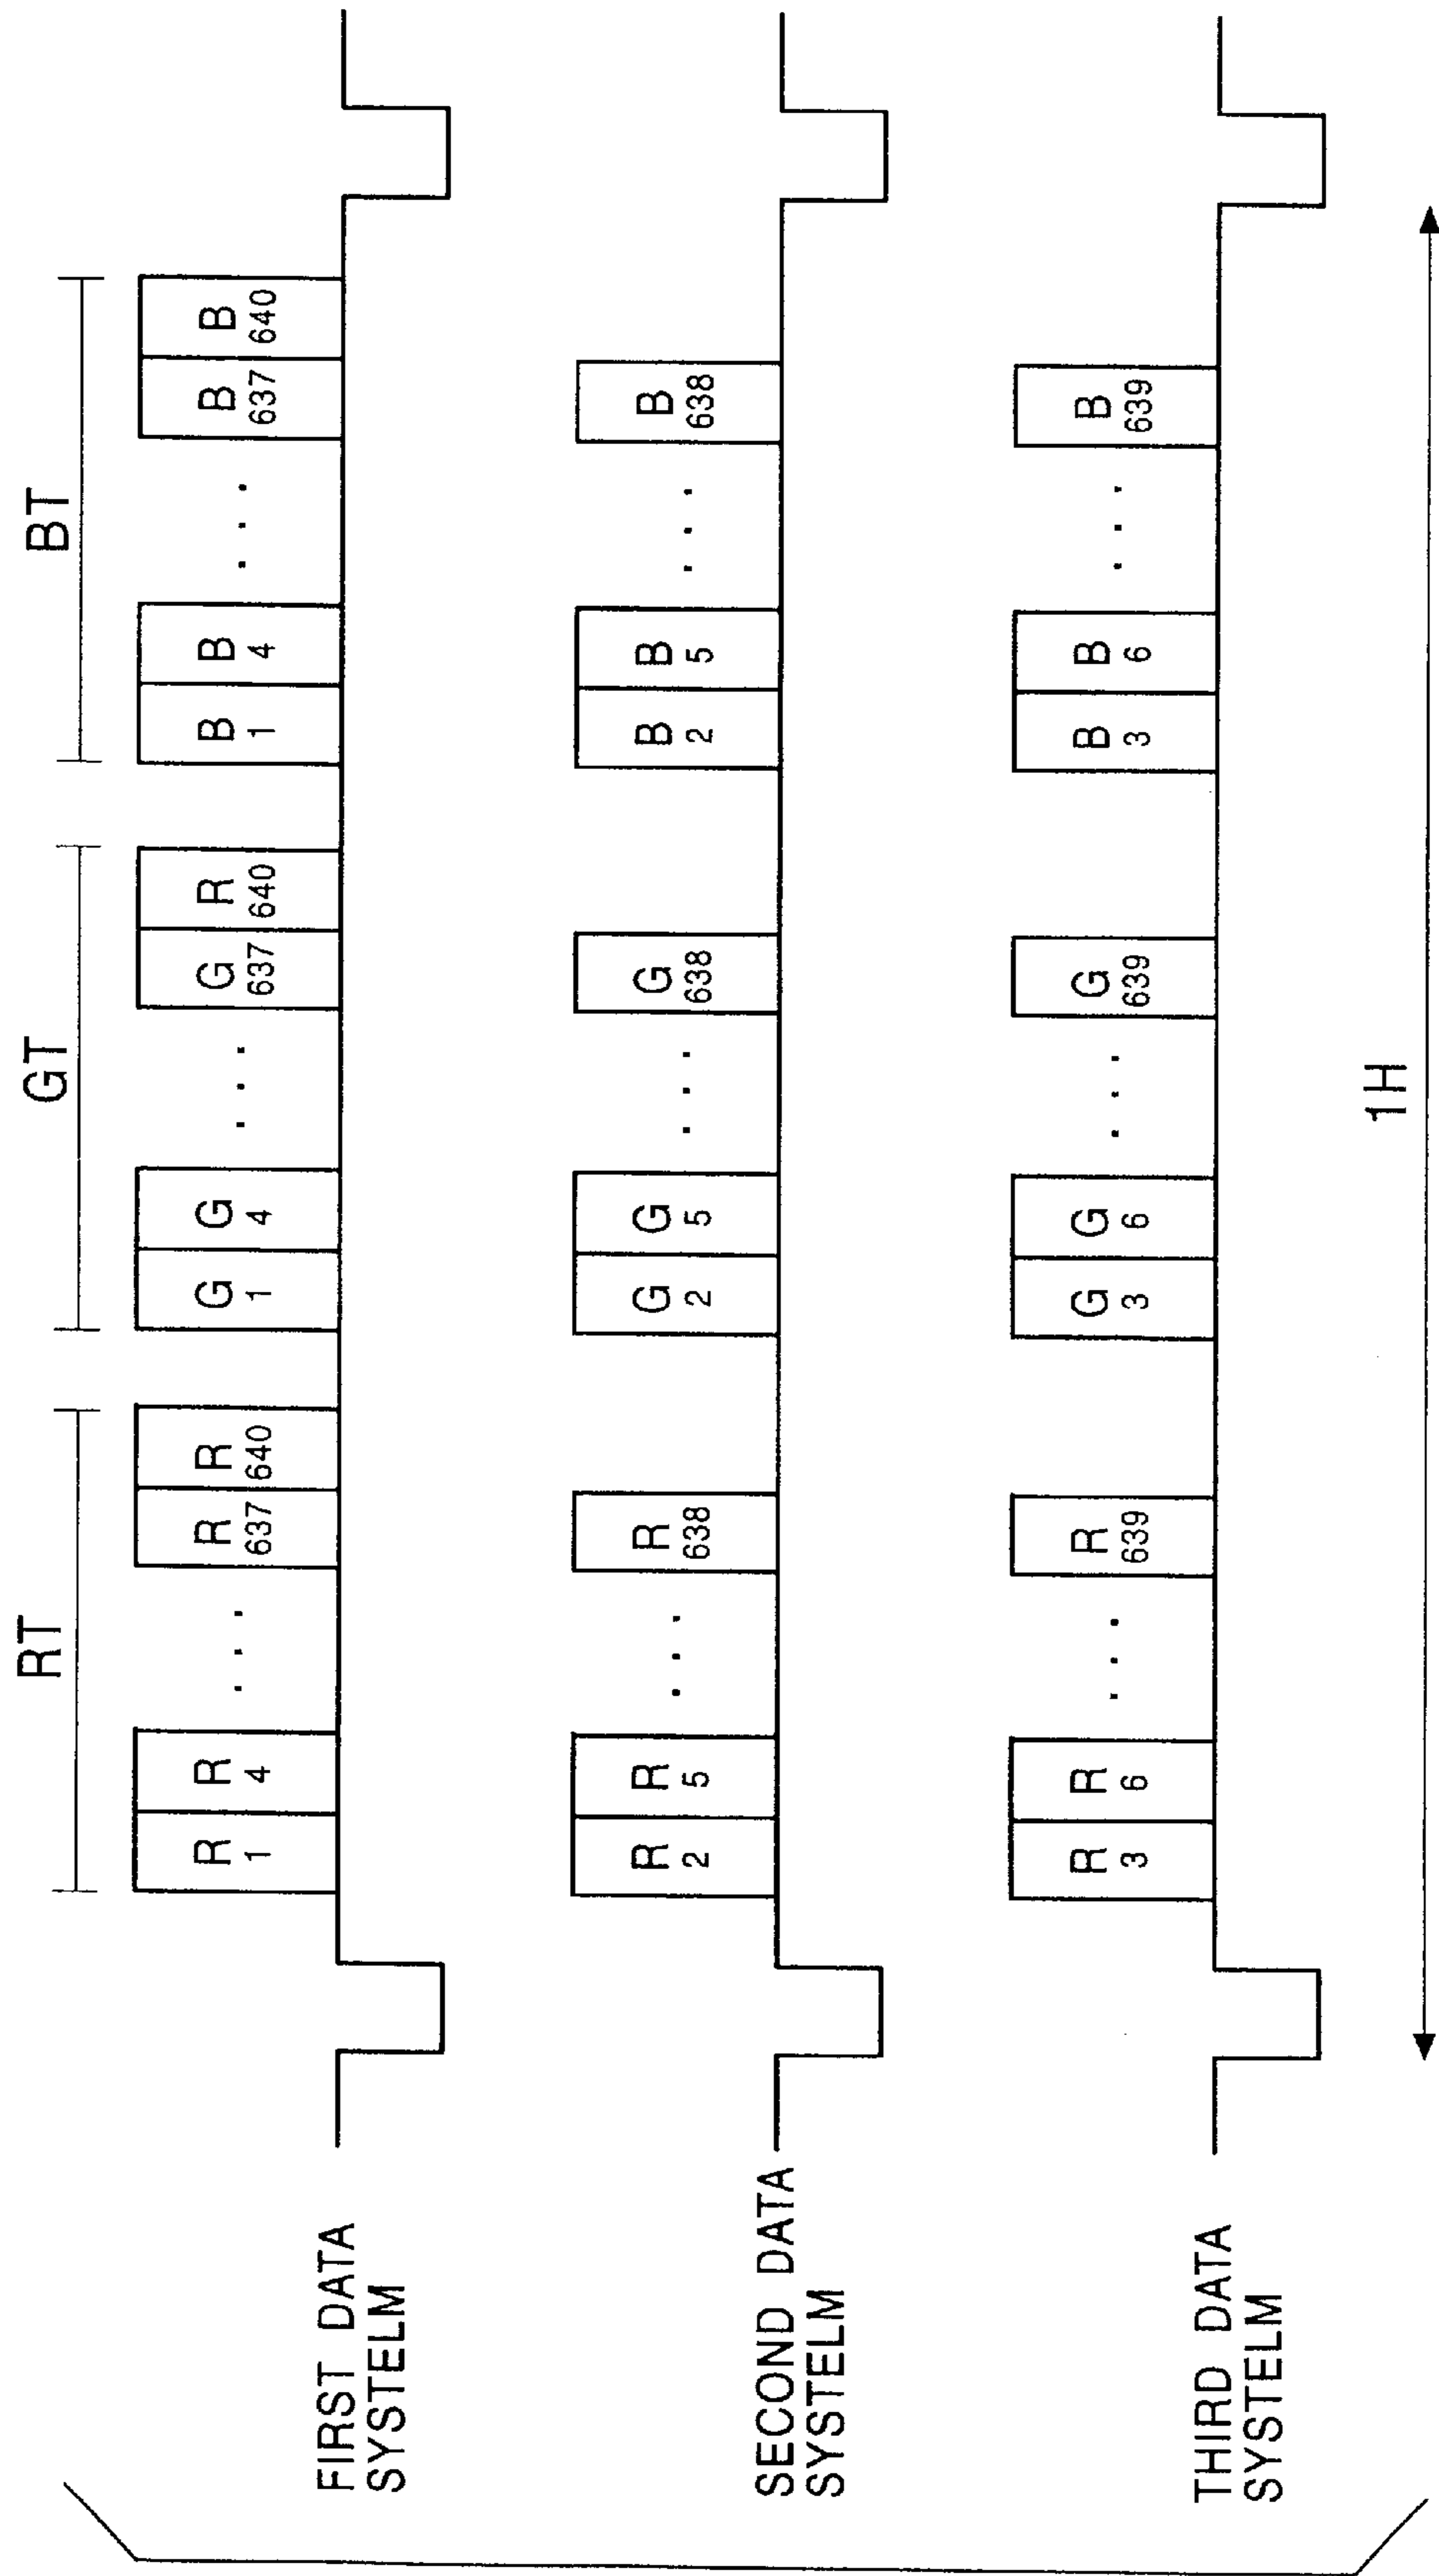 RT GT BT
FIRST DATA
SYSTELM
R 1 R 4 . . . R 637 R 640 G 1 G 4 . . . G 637 R 640 B 1 B 4 . . . B 637 B 640
SECOND DATA
SYSTELM
R 2 R 5 . . . R 638 G 2 G 5 . . . G 638 B 2 B 5 . . . B 638
THIRD DATA
SYSTELM
R 3 R 6 . . . R 639 G 3 G 6 . . . G 639 B 3 B 6 . . . B 639
1H